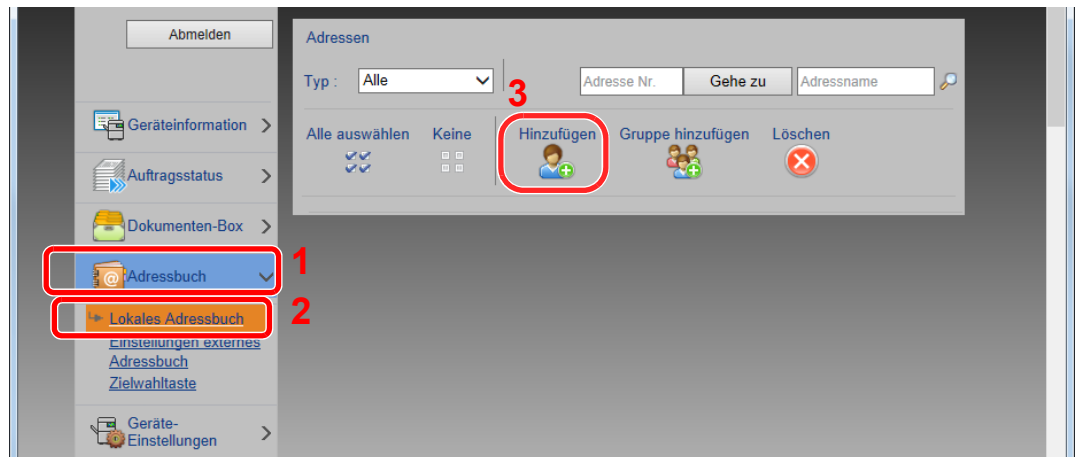 Abmelden
Geräteinformation
Auftragsstatus
Dokumenten-Box
1
Adressbuch
2
Lokales Adressbuch
Einstellungen externes
Adressbuch
Zielwahltaste
Geräte-
Einstellungen
Adressen
Typ : Alle
Adresse Nr. Gehe zu Adressname
3
Alle auswählen Keine Hinzufügen Gruppe hinzufügen Löschen